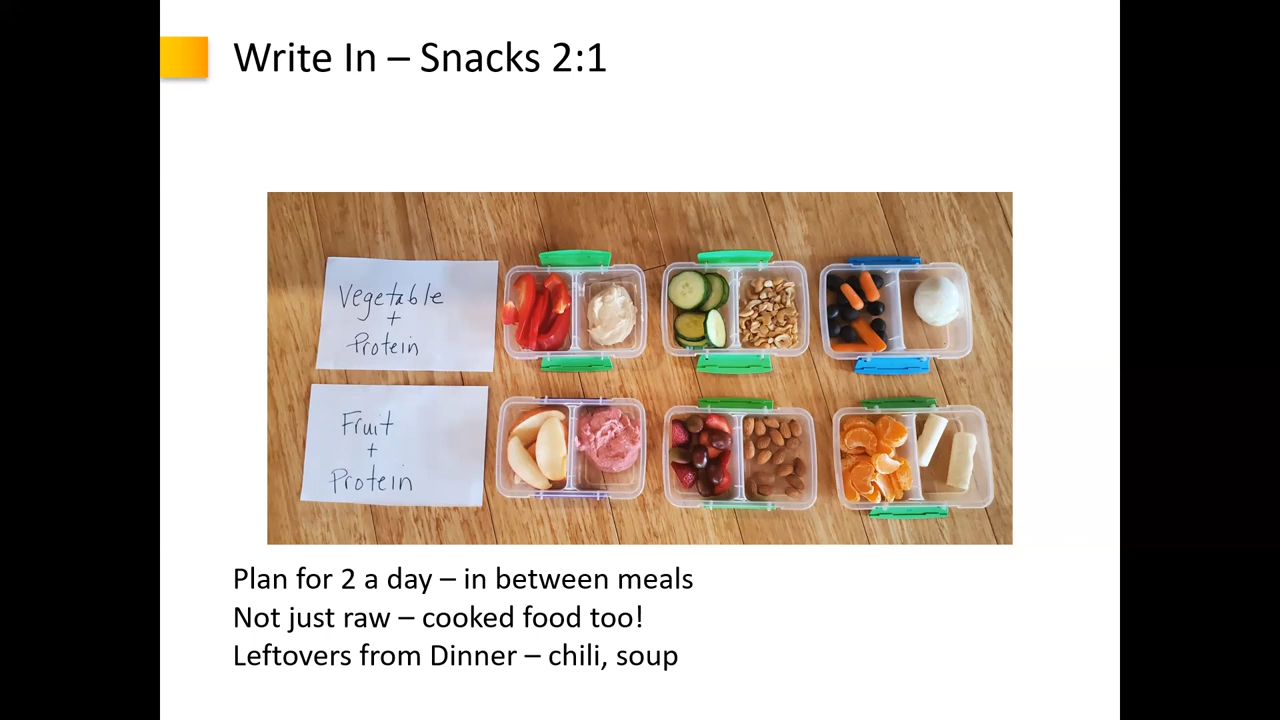 Write In – Snacks 2:1
Vegetable
+
Protein
Fruit
+
Protein
Plan for 2 a day – in between meals
Not just raw – cooked food too!
Leftovers from Dinner – chili, soup